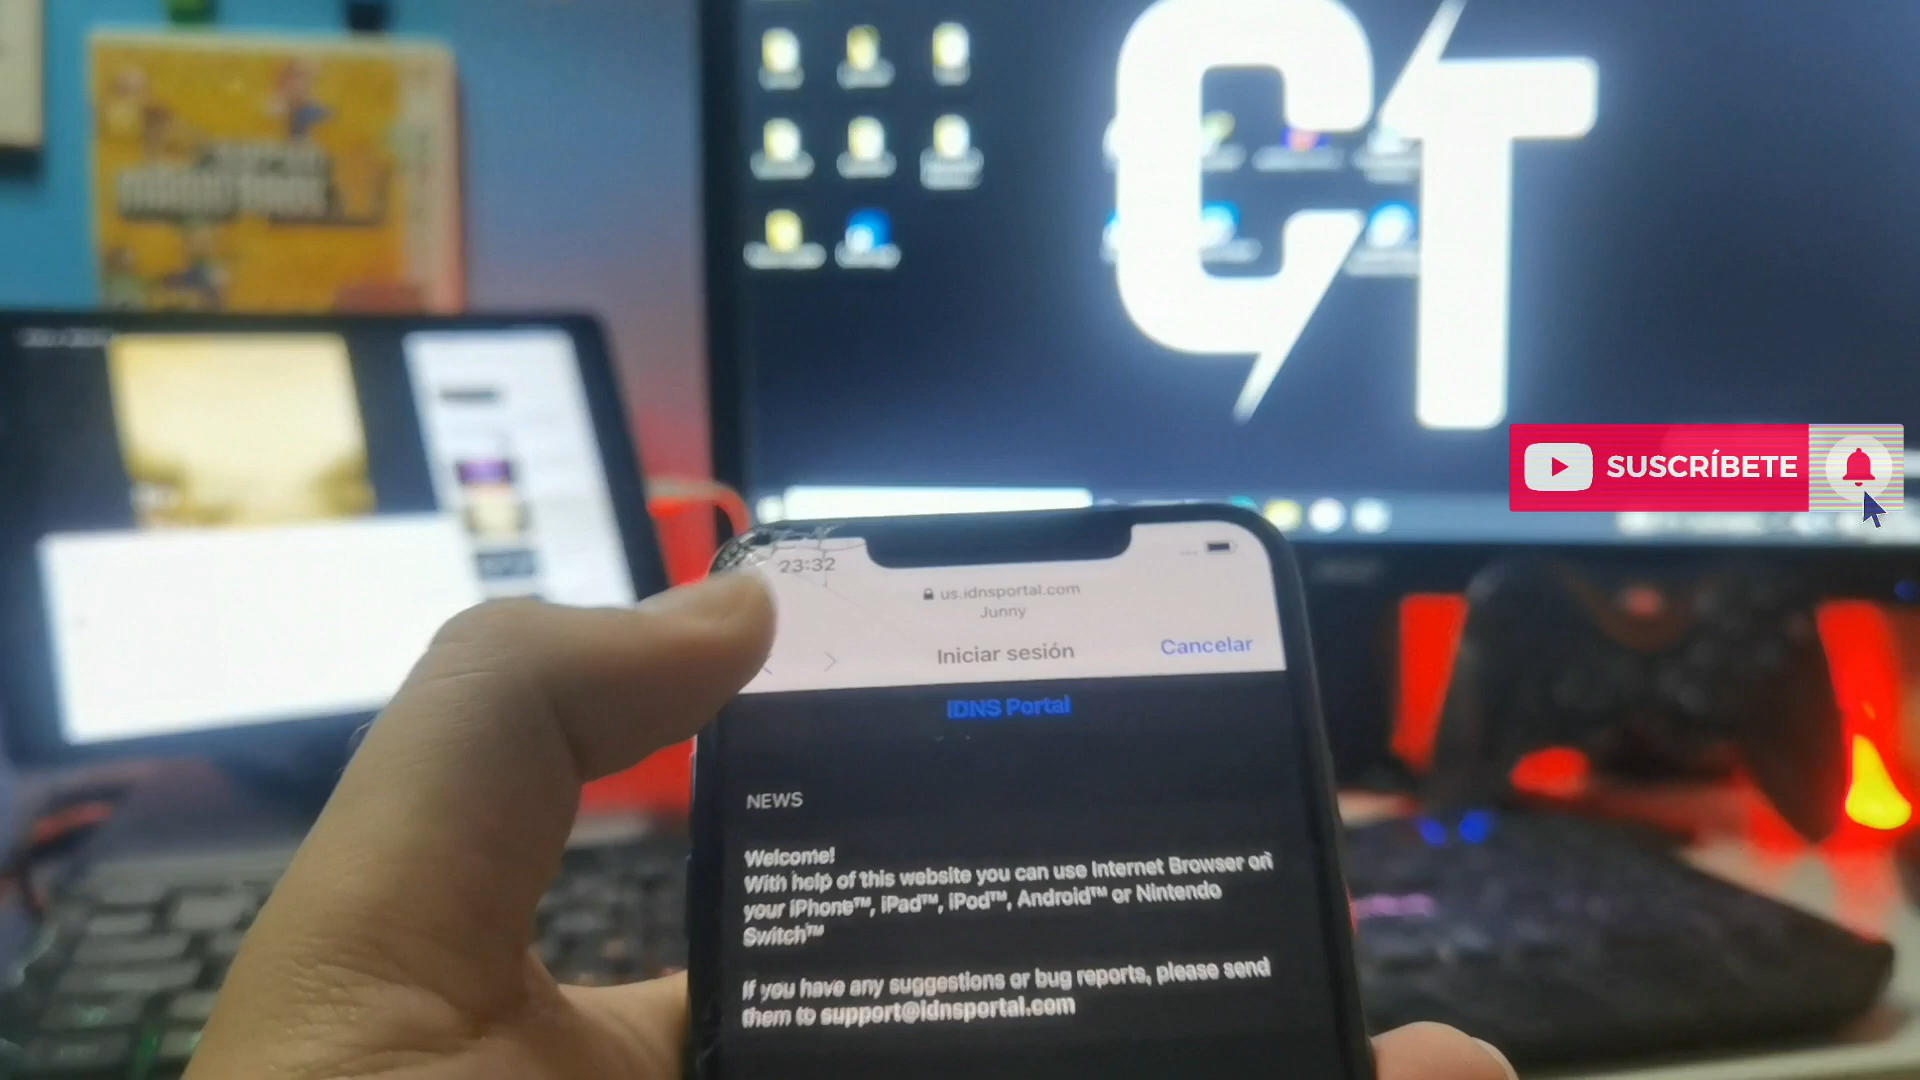 CT
SUSCRÍBETE
23:32
us.idnsportal.com
Junny
Iniciar sesión
Cancelar
IDNS Portal
NEWS
Welcome!
With help of this website you can use Internet Browser on
your iPhone™, iPad™, iPod™, Android™ or Nintendo
Switch™
If you have any suggestions or bug reports, please send
them to support@idnsportal.com